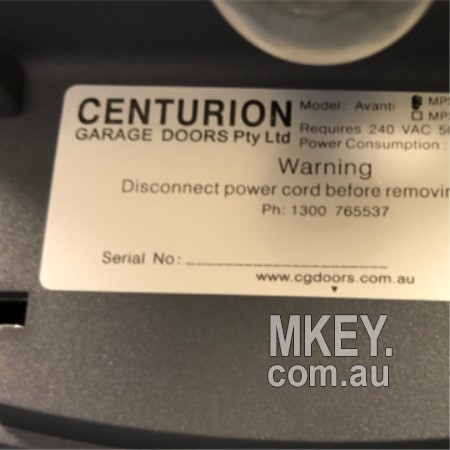 CENTURION
GARAGE DOORS Pty Ltd
Model: Avanti
Requires 240 VAC
Power Consumption :
Warning
Disconnect power cord before
Ph: 1300 765537
Serial No:
www.cgdoors.com.au
MKEY.
com.au